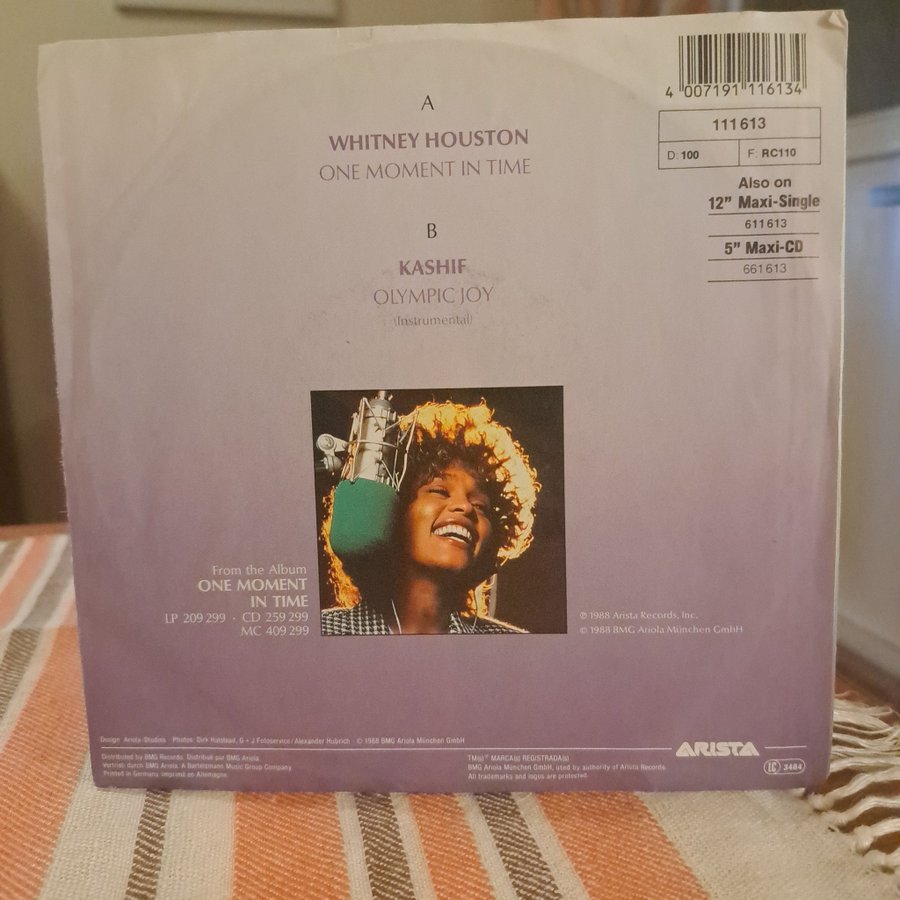 A
WHITNEY HOUSTON
ONE MOMENT IN TIME
B
KASHIF
OLYMPIC JOY
(Instrumental)
4 007191 116134
111 613
D: 100 F: RC110
Also on
12" Maxi-Single
611 613
5" Maxi-CD
661 613
From the Album
ONE MOMENT
IN TIME
LP 209 299 · CD 259 299
MC 409 299
℗ 1988 Arista Records, Inc.
© 1988 BMG Ariola München GmbH
Design: Ariola-Studios Photos: Dirk Halstead, G + J Fotoservice/Alexander Hubrich · © 1988 BMG Ariola München GmbH
Distributed by BMG Records. Distribué par BMG Ariola.
Vertrieb durch BMG Ariola. A Bertelsmann Music Group Company.
Printed in Germany. Imprimé en Allemagne.
ARISTA
TM(s)® MARCA(s) REGISTRADA(s)
BMG Ariola München GmbH, used by authority of Arista Records.
All trademarks and logos are protected.
LC 3484